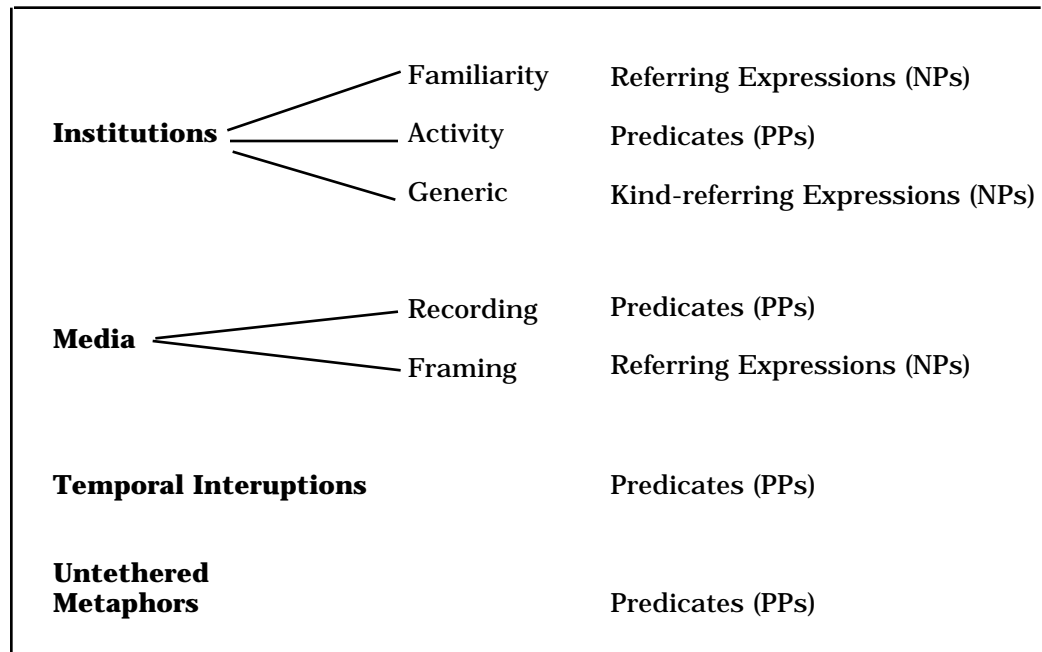 Familiarity Referring Expressions (NPs)
Institutions Activity Predicates (PPs)
Generic Kind-referring Expressions (NPs)
Recording Predicates (PPs)
Media
Framing Referring Expressions (NPs)
Temporal Interuptions Predicates (PPs)
Untethered
Metaphors Predicates (PPs)